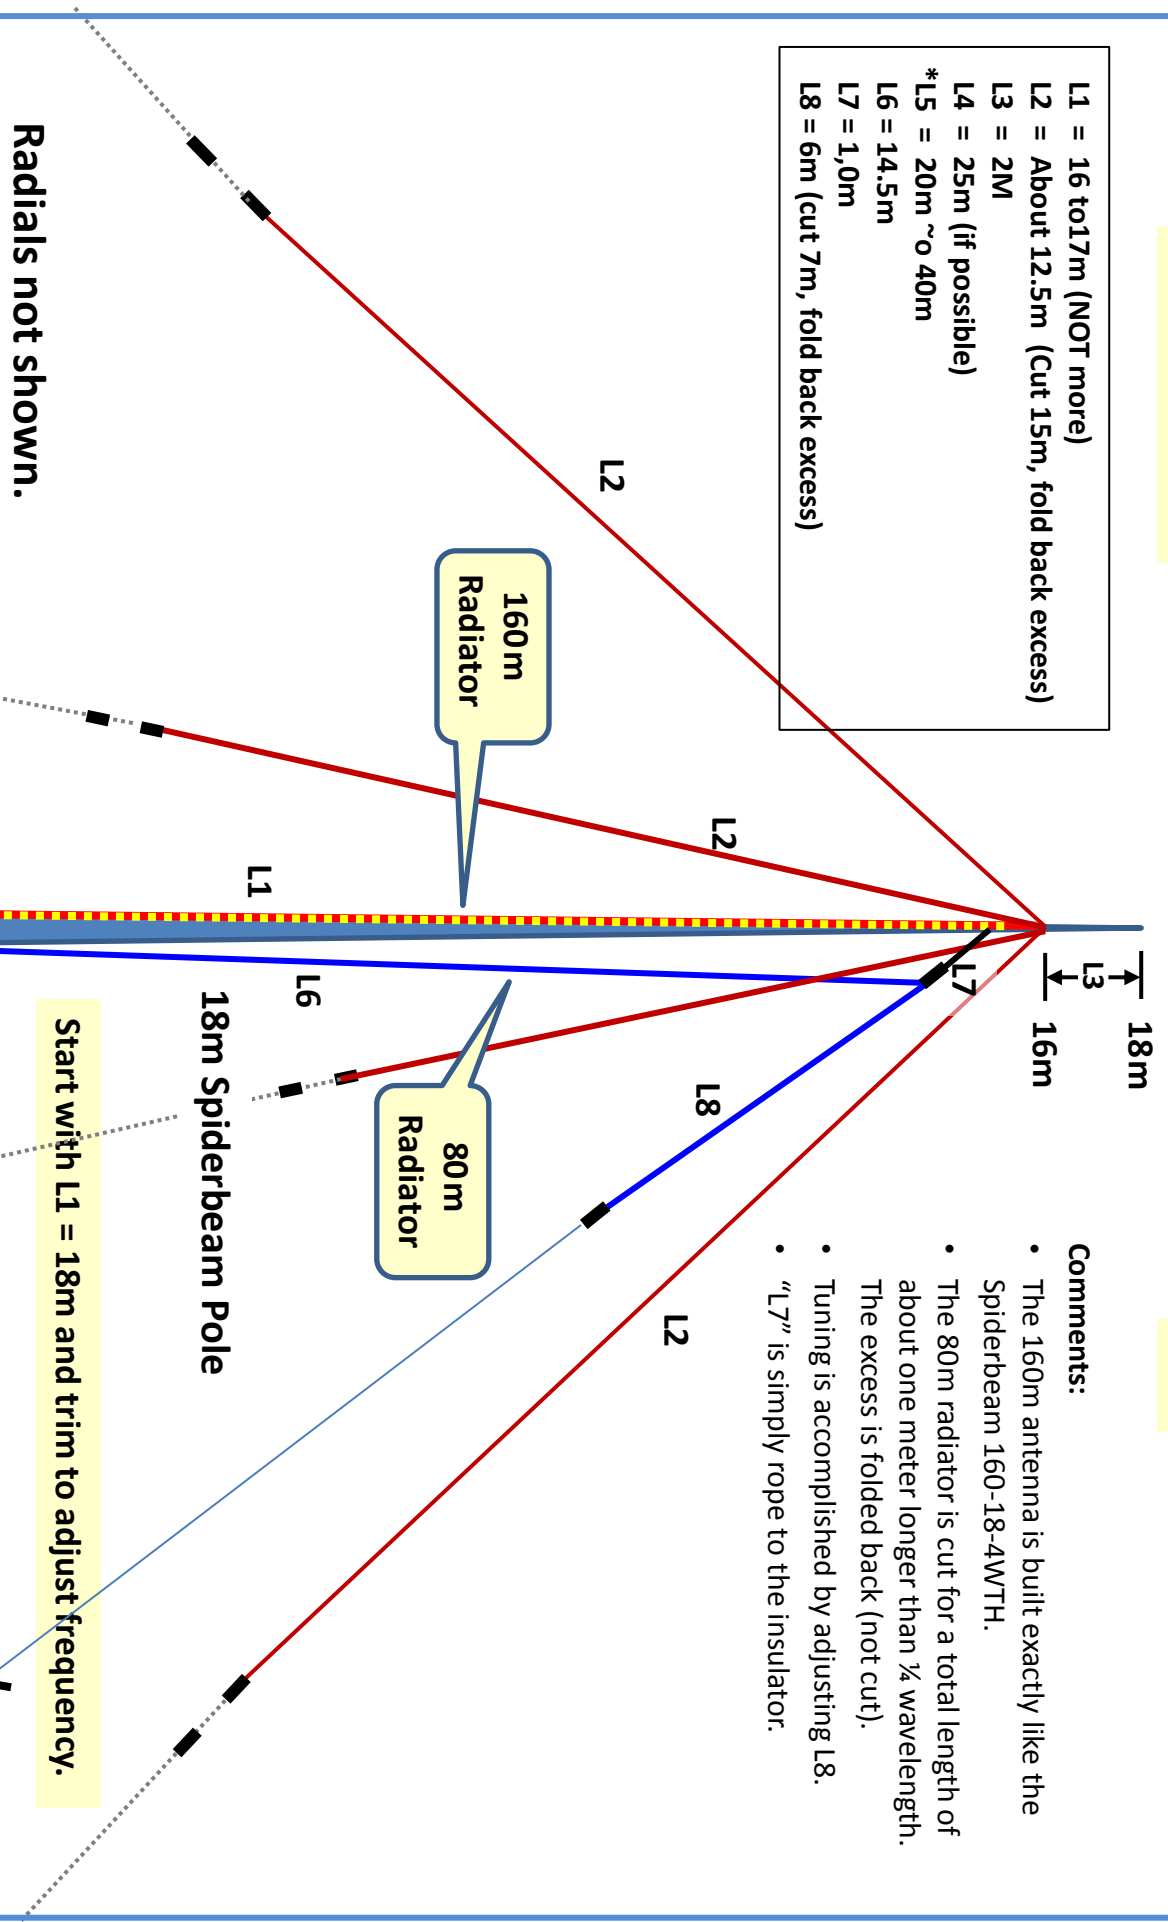 L1 = 16 to17m (NOT more)
L2 = About 12.5m (Cut 15m, fold back excess)
L3 = 2M
L4 = 25m (if possible)
*L5 = 20m ~o 40m
L6 = 14.5m
L7 = 1,0m
L8 = 6m (cut 7m, fold back excess)
18m
L3
16m
Comments:
• The 160m antenna is built exactly like the
Spiderbeam 160-18-4WTH.
• The 80m radiator is cut for a total length of
about one meter longer than ¼ wavelength.
The excess is folded back (not cut).
• Tuning is accomplished by adjusting L8.
• “L7” is simply rope to the insulator.
L7
L2
L8
L2
L2
160m
Radiator
80m
Radiator
L6
L1
18m Spiderbeam Pole
Start with L1 = 18m and trim to adjust frequency.
Radials not shown.